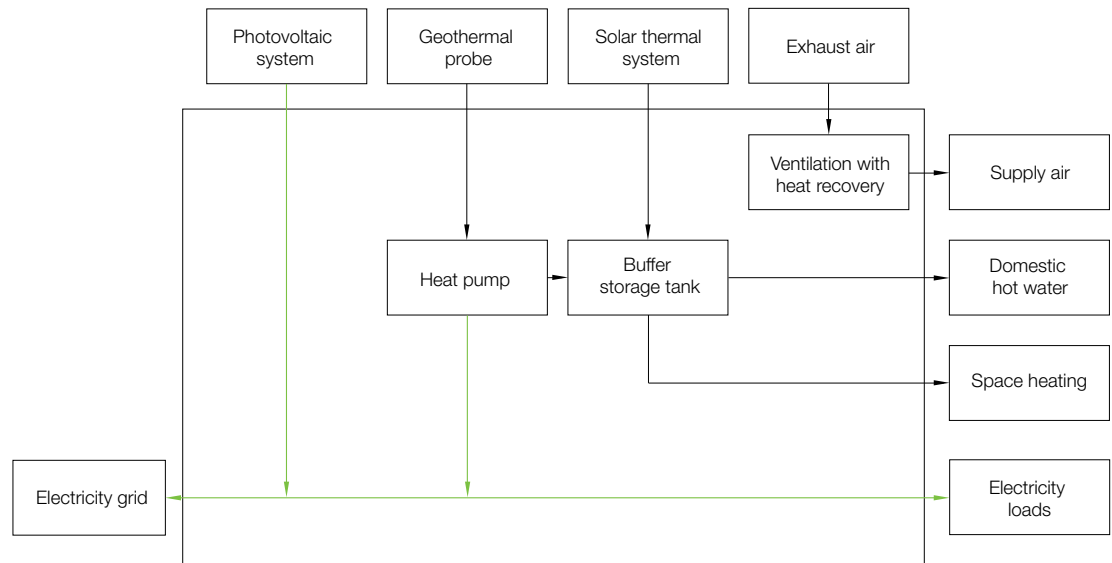 Photovoltaic
system
Geothermal
probe
Solar thermal
system
Exhaust air
Ventilation with
heat recovery
Supply air
Heat pump
Buffer
storage tank
Domestic
hot water
Space heating
Electricity grid
Electricity
loads